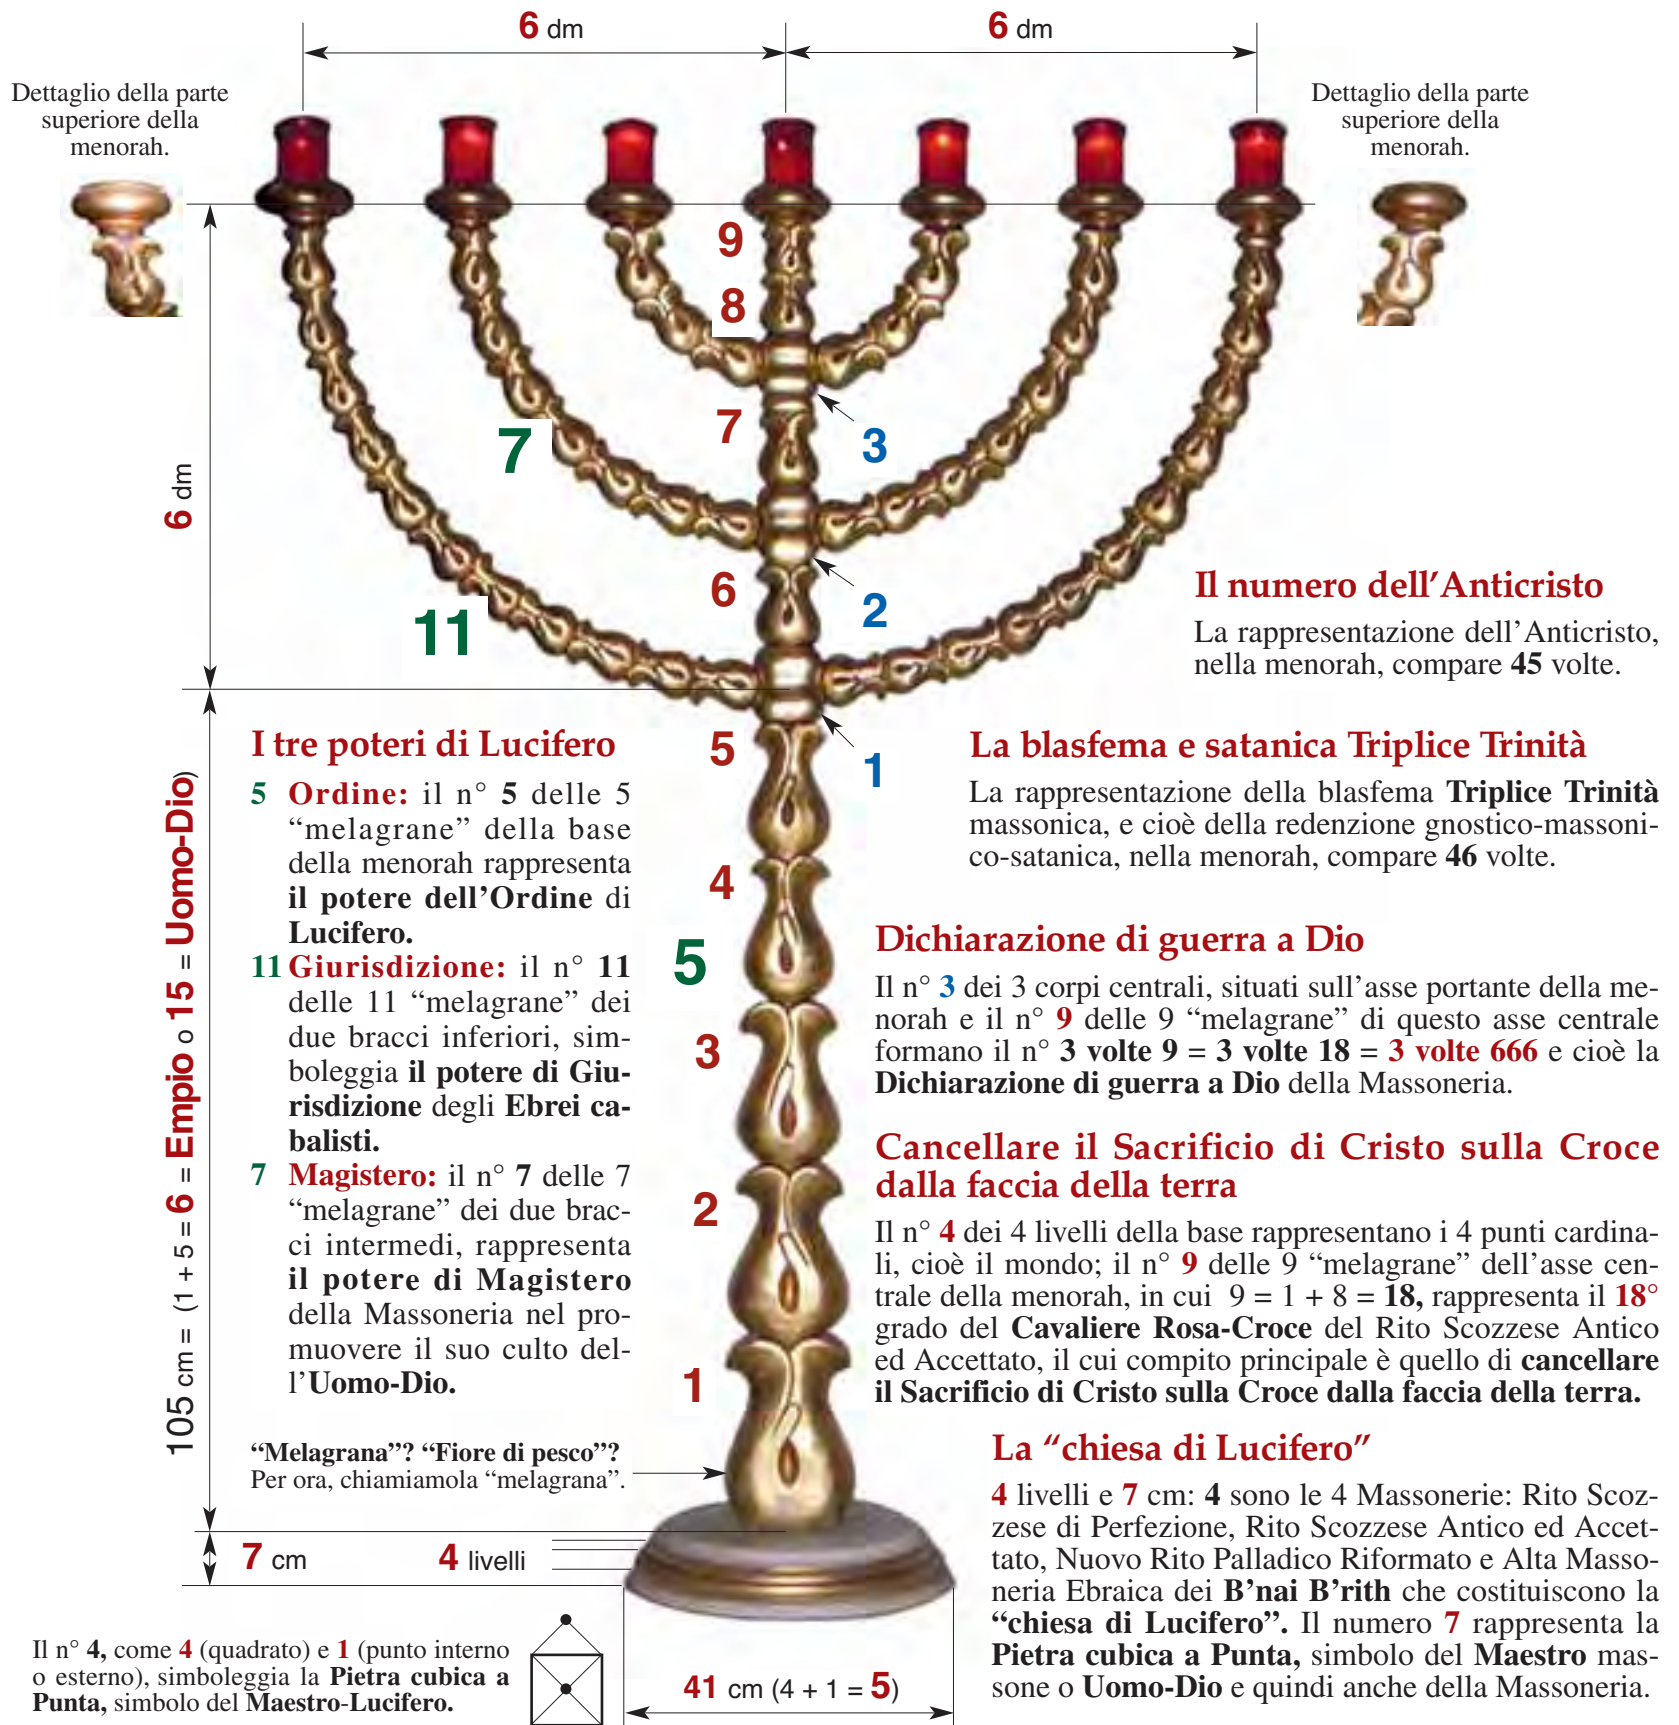 6 dm
6 dm
Dettaglio della parte
superiore della
menorah.
Dettaglio della parte
superiore della
menorah.
9
8
7
3
7
6 dm
6
2
11
5
1
4
5
3
2
1
Il numero dell’Anticristo
La rappresentazione dell’Anticristo,
nella menorah, compare 45 volte.
I tre poteri di Lucifero
5 Ordine: il n° 5 delle 5
“melagrane” della base
della menorah rappresenta
il potere dell’Ordine di
Lucifero.
11 Giurisdizione: il n° 11
delle 11 “melagrane” dei
due bracci inferiori, sim-
boleggia il potere di Giu-
risdizione degli Ebrei ca-
balisti.
7 Magistero: il n° 7 delle 7
“melagrane” dei due brac-
ci intermedi, rappresenta
il potere di Magistero
della Massoneria nel pro-
muovere il suo culto del-
l’Uomo-Dio.
105 cm = (1 + 5 = 6 = Empio o 15 = Uomo-Dio)
La blasfema e satanica Triplice Trinità
La rappresentazione della blasfema Triplice Trinità
massonica, e cioè della redenzione gnostico-massoni-
co-satanica, nella menorah, compare 46 volte.
Dichiarazione di guerra a Dio
Il n° 3 dei 3 corpi centrali, situati sull’asse portante della me-
norah e il n° 9 delle 9 “melagrane” di questo asse centrale
formano il n° 3 volte 9 = 3 volte 18 = 3 volte 666 e cioè la
Dichiarazione di guerra a Dio della Massoneria.
Cancellare il Sacrificio di Cristo sulla Croce
dalla faccia della terra
Il n° 4 dei 4 livelli della base rappresentano i 4 punti cardina-
li, cioè il mondo; il n° 9 delle 9 “melagrane” dell’asse cen-
trale della menorah, in cui 9 = 1 + 8 = 18, rappresenta il 18°
grado del Cavaliere Rosa-Croce del Rito Scozzese Antico
ed Accettato, il cui compito principale è quello di cancellare
il Sacrificio di Cristo sulla Croce dalla faccia della terra.
“Melagrana”? “Fiore di pesco”?
Per ora, chiamiamola “melagrana”.
7 cm
4 livelli
La “chiesa di Lucifero”
4 livelli e 7 cm: 4 sono le 4 Massonerie: Rito Scoz-
zese di Perfezione, Rito Scozzese Antico ed Accet-
tato, Nuovo Rito Palladico Riformato e Alta Masso-
neria Ebraica dei B’nai B’rith che costituiscono la
“chiesa di Lucifero”. Il numero 7 rappresenta la
Pietra cubica a Punta, simbolo del Maestro mas-
sone o Uomo-Dio e quindi anche della Massoneria.
Il n° 4, come 4 (quadrato) e 1 (punto interno
o esterno), simboleggia la Pietra cubica a
Punta, simbolo del Maestro-Lucifero.
41 cm (4 + 1 = 5)